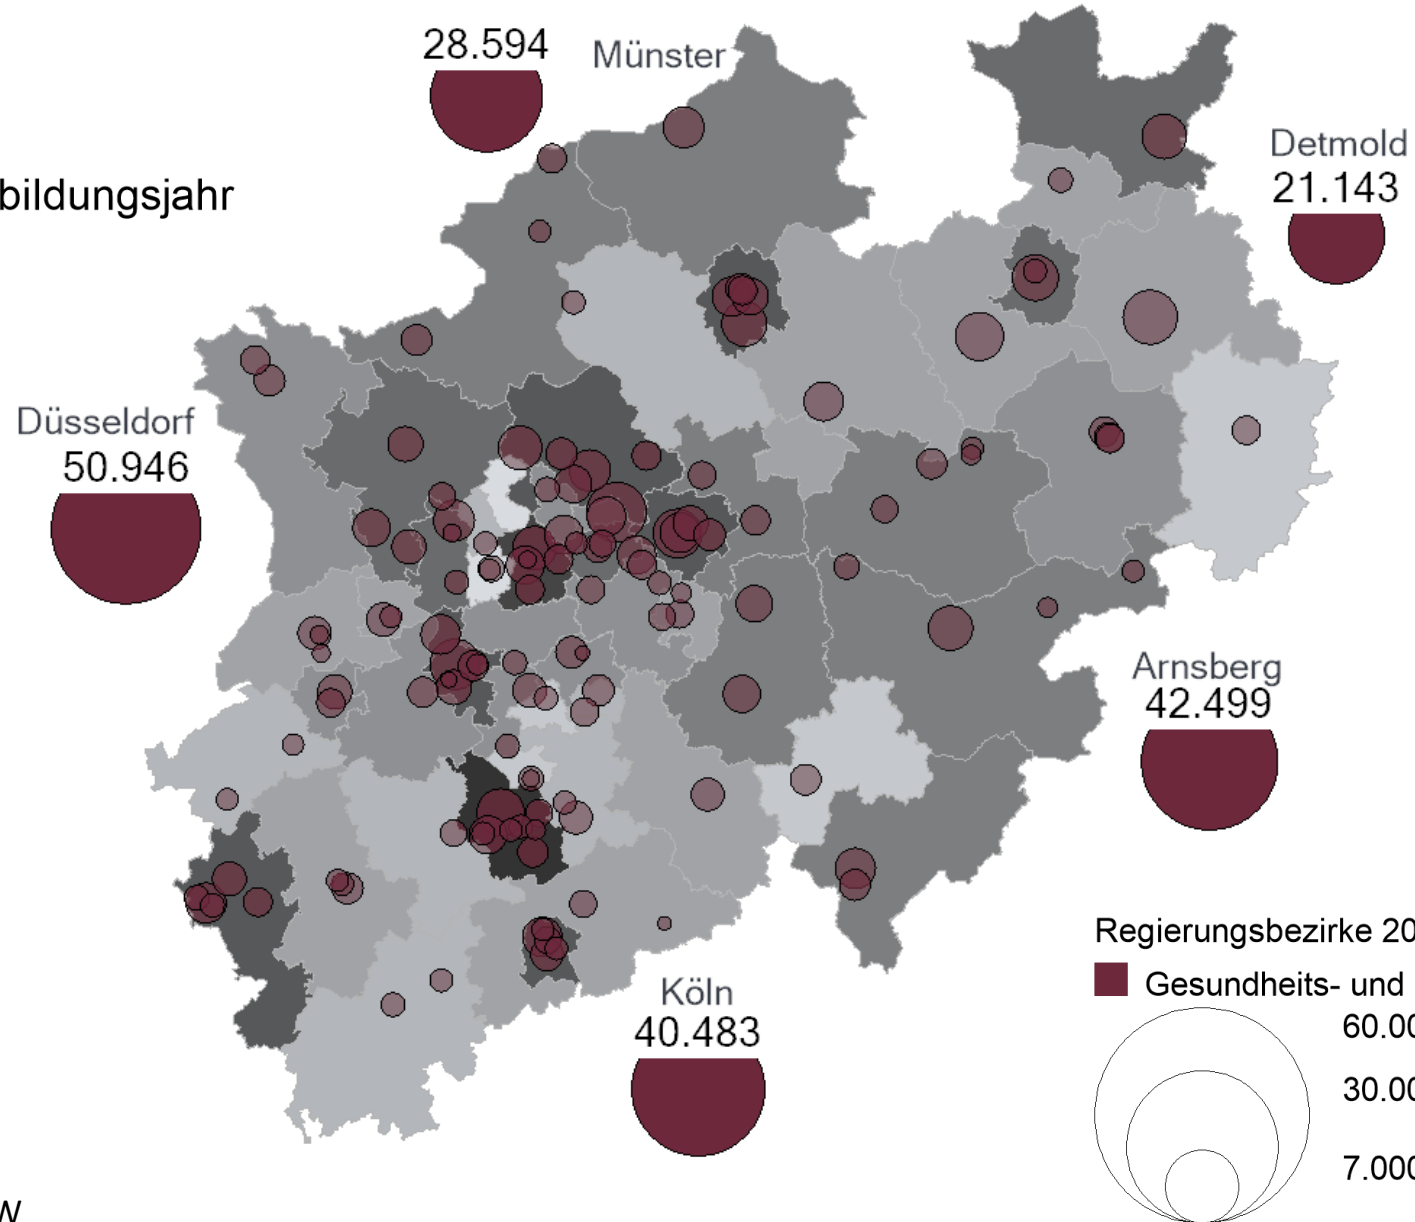 28.594
Münster
Detmold
21.143
bildungsjahr
Düsseldorf
50.946
Arnsberg
42.499
Regierungsbezirke 20
Gesundheits- und
Köln
40.483
60.00
30.00
7.000
W